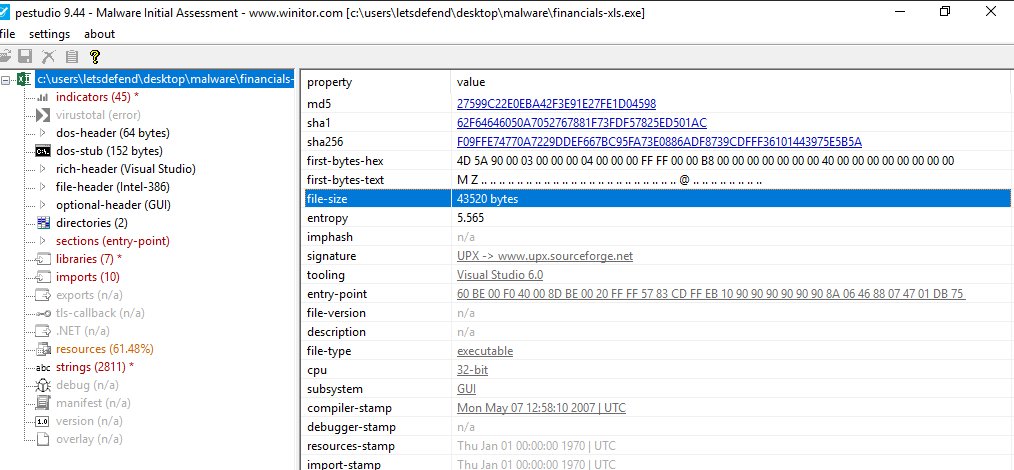 pestudio 9.44 - Malware Initial Assessment - www.winitor.com [c:\users\letsdefend\desktop\malware\financials-xls.exe]
file settings about
c:\users\letsdefend\desktop\malware\financials-
indicators (45) *
virustotal (error)
dos-header (64 bytes)
dos-stub (152 bytes)
rich-header (Visual Studio)
file-header (Intel-386)
optional-header (GUI)
directories (2)
sections (entry-point)
libraries (7) *
imports (10)
exports (n/a)
tls-callback (n/a)
.NET (n/a)
resources (61.48%)
abc strings (2811) *
debug (n/a)
manifest (n/a)
1.0 version (n/a)
overlay (n/a)
property value
md5 27599C22E0EBA42F3E91E27FE1D04598
sha1 62F64646050A7052767881F73FDF57825ED501AC
sha256 F09FFE74770A7229DDEF667BC95FA73E0886ADF8739CDFFF36101443975E5B5A
first-bytes-hex 4D 5A 90 00 03 00 00 00 04 00 00 00 FF FF 00 00 B8 00 00 00 00 00 00 00 40 00 00 00 00 00 00 00
first-bytes-text M Z .. .. .. .. .. .. .. .. .. .. .. .. .. .. .. .. .. .. .. .. .. .. @ .. .. .. .. .. .. ..
file-size 43520 bytes
entropy 5.565
imphash n/a
signature UPX -> www.upx.sourceforge.net
tooling Visual Studio 6.0
entry-point 60 BE 00 F0 40 00 8D BE 00 20 FF FF 57 83 CD FF EB 10 90 90 90 90 90 90 8A 06 46 88 07 47 01 DB 75
file-version n/a
description n/a
file-type executable
cpu 32-bit
subsystem GUI
compiler-stamp Mon May 07 12:58:10 2007 | UTC
debugger-stamp n/a
resources-stamp Thu Jan 01 00:00:00 1970 | UTC
import-stamp Thu Jan 01 00:00:00 1970 | UTC